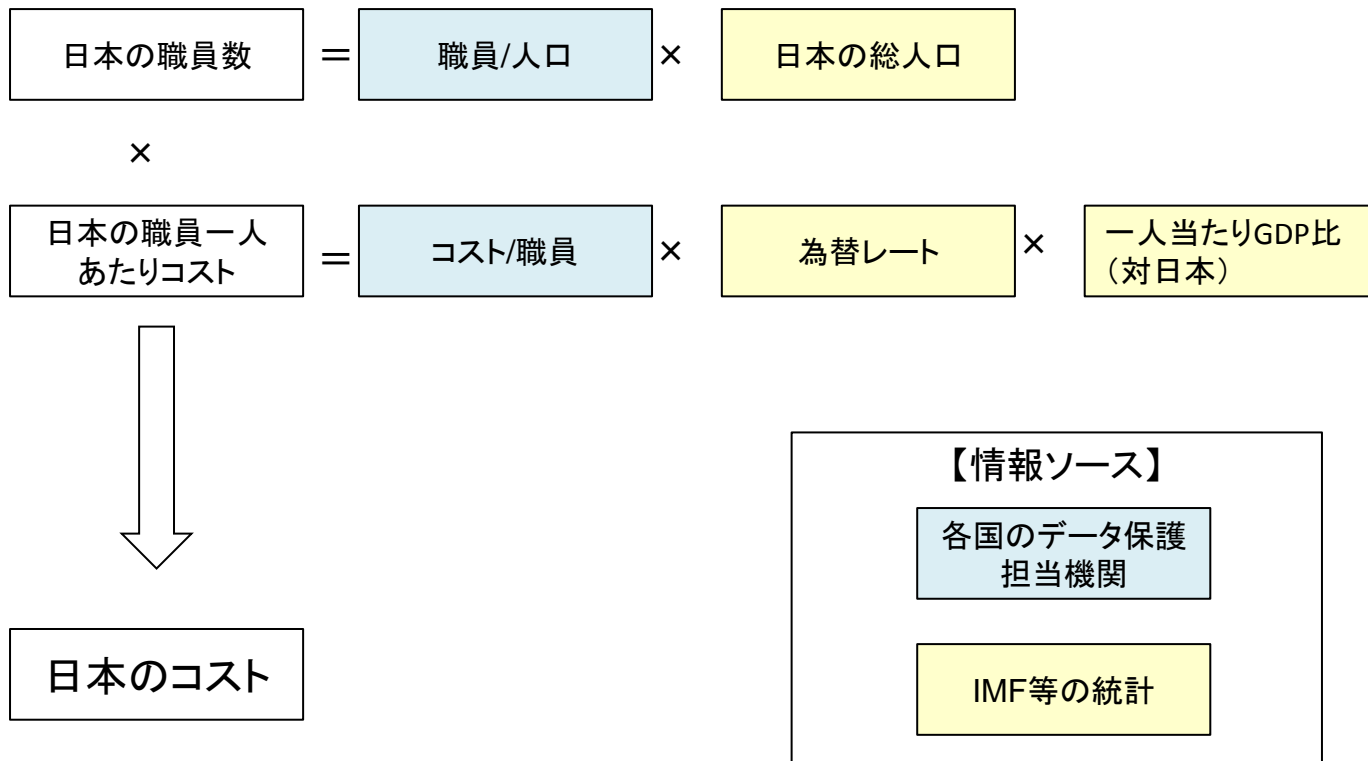 日本の職員数 ＝ 職員/人口 × 日本の総人口
×
日本の職員一人
あたりコスト ＝ コスト/職員 × 為替レート × 一人当たりGDP比
（対日本）
【情報ソース】
各国のデータ保護
担当機関
日本のコスト
IMF等の統計